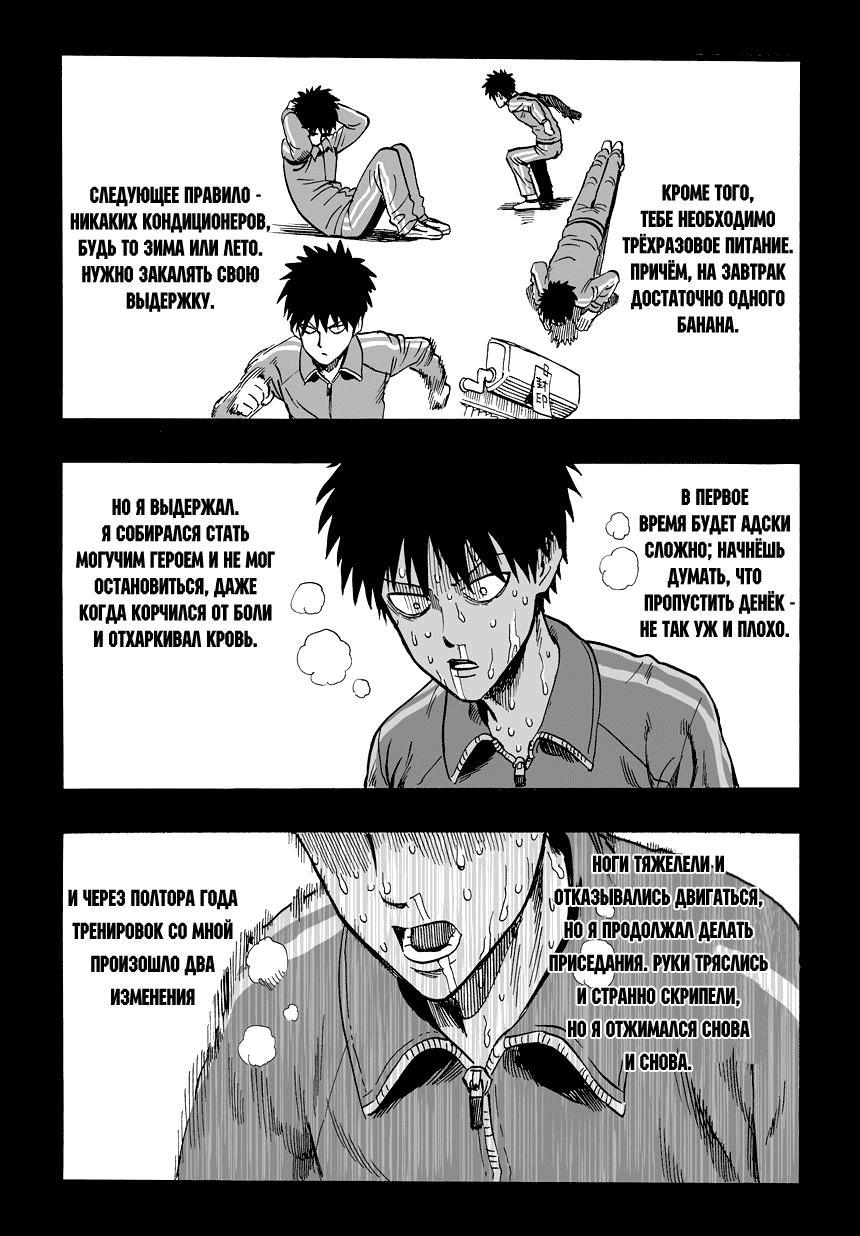 КРОМЕ ТОГО,
ТЕБЕ НЕОБХОДИМО
ТРЁХРАЗОВОЕ ПИТАНИЕ.
ПРИЧЁМ, НА ЗАВТРАК
ДОСТАТОЧНО ОДНОГО
БАНАНА.
СЛЕДУЮЩЕЕ ПРАВИЛО -
НИКАКИХ КОНДИЦИОНЕРОВ,
БУДЬ ТО ЗИМА ИЛИ ЛЕТО.
НУЖНО ЗАКАЛЯТЬ СВОЮ
ВЫДЕРЖКУ.
封
印
В ПЕРВОЕ
ВРЕМЯ БУДЕТ АДСКИ
СЛОЖНО; НАЧНЁШЬ
ДУМАТЬ, ЧТО
ПРОПУСТИТЬ ДЕНЁК -
НЕ ТАК УЖ И ПЛОХО.
НО Я ВЫДЕРЖАЛ.
Я СОБИРАЛСЯ СТАТЬ
МОГУЧИМ ГЕРОЕМ И НЕ МОГ
ОСТАНОВИТЬСЯ, ДАЖЕ
КОГДА КОРЧИЛСЯ ОТ БОЛИ
И ОТХАРКИВАЛ КРОВЬ.
НОГИ ТЯЖЕЛЕЛИ И
ОТКАЗЫВАЛИСЬ ДВИГАТЬСЯ,
НО Я ПРОДОЛЖАЛ ДЕЛАТЬ
ПРИСЕДАНИЯ. РУКИ ТРЯСЛИСЬ
И СТРАННО СКРИПЕЛИ,
НО Я ОТЖИМАЛСЯ СНОВА
И СНОВА.
И ЧЕРЕЗ ПОЛТОРА ГОДА
ТРЕНИРОВОК СО МНОЙ
ПРОИЗОШЛО ДВА
ИЗМЕНЕНИЯ